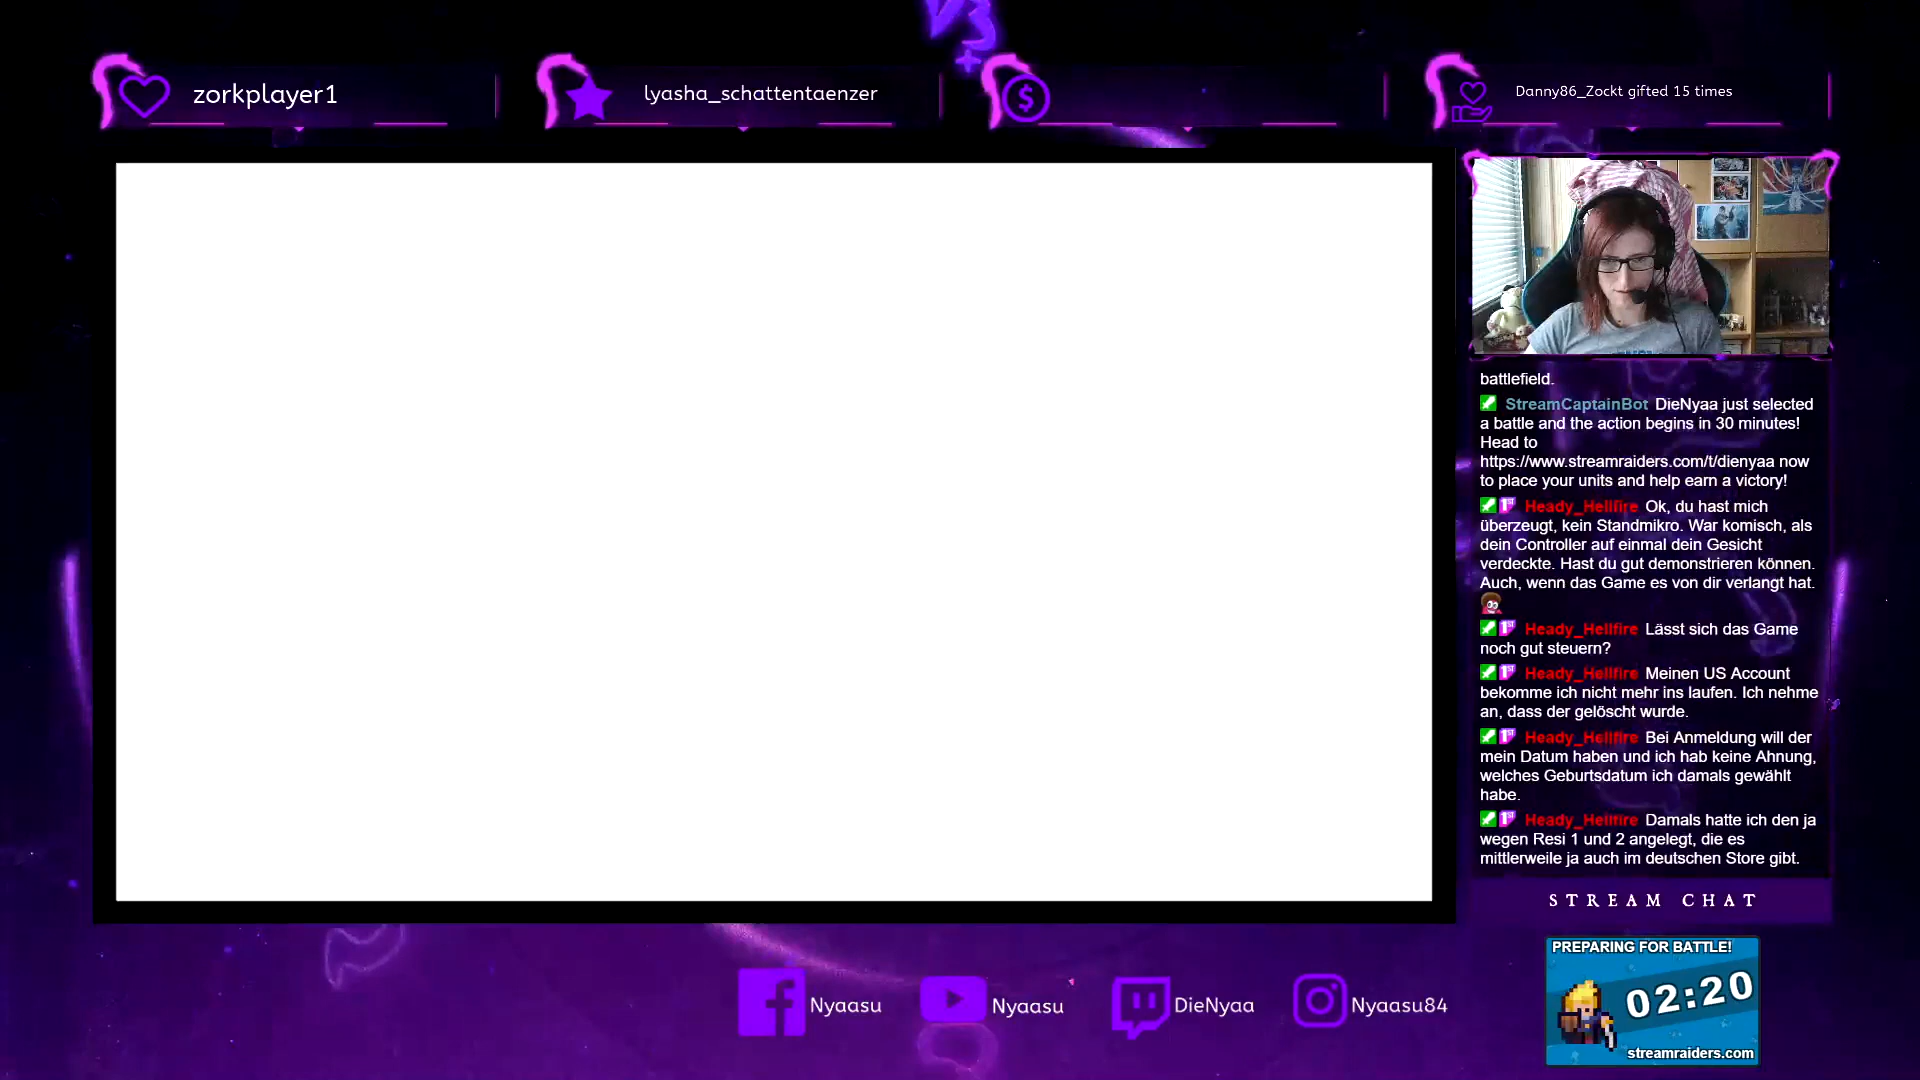 zorkplayer1
lyasha_schattentaenzer
Danny86_Zockt gifted 15 times
battlefield.
StreamCaptainBot DieNyaa just selected
a battle and the action begins in 30 minutes!
Head to
https://www.streamraiders.com/t/dienyaa now
to place your units and help earn a victory!
Heady_Hellfire Ok, du hast mich
überzeugt, kein Standmikro. War komisch, als
dein Controller auf einmal dein Gesicht
verdeckte. Hast du gut demonstrieren können.
Auch, wenn das Game es von dir verlangt hat.
Heady_Hellfire Lässt sich das Game
noch gut steuern?
Heady_Hellfire Meinen US Account
bekomme ich nicht mehr ins laufen. Ich nehme
an, dass der gelöscht wurde.
Heady_Hellfire Bei Anmeldung will der
mein Datum haben und ich hab keine Ahnung,
welches Geburtsdatum ich damals gewählt
habe.
Heady_Hellfire Damals hatte ich den ja
wegen Resi 1 und 2 angelegt, die es
mittlerweile ja auch im deutschen Store gibt.
STREAM CHAT
PREPARING FOR BATTLE!
02:20
streamraiders.com
Nyaasu
Nyaasu
DieNyaa
Nyaasu84